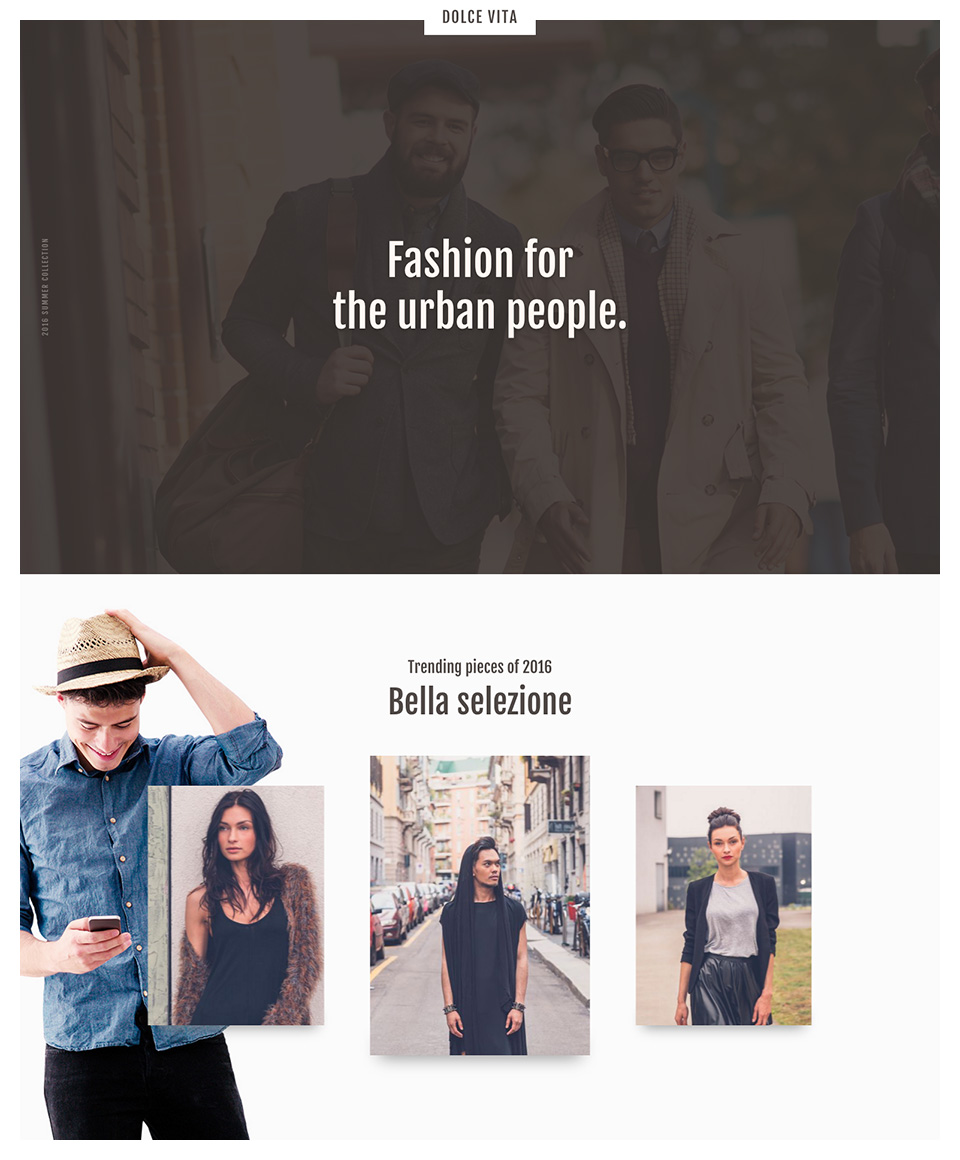 DOLCE VITA
2016 SUMMER COLLECTION
Fashion for
the urban people.
Trending pieces of 2016
Bella selezione